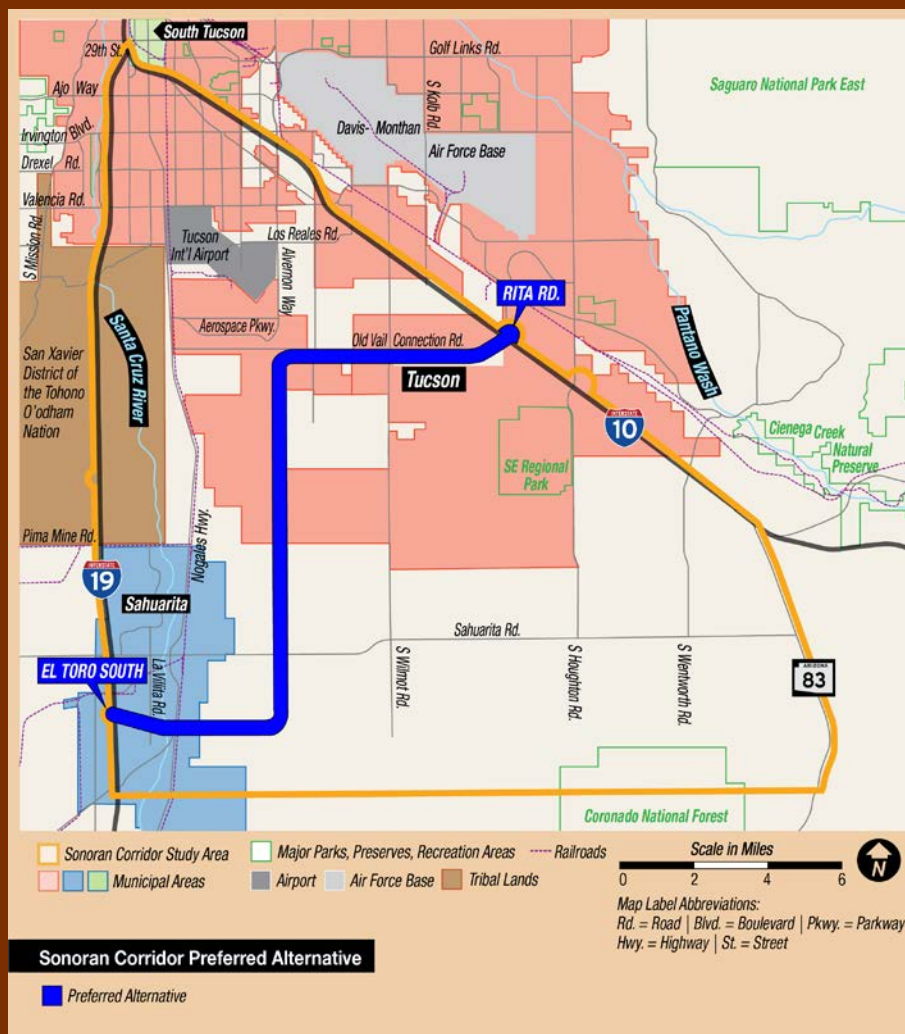 South Tucson
29th St.
Golf Links Rd.
Ajo Way
S Kolb Rd.
Saguaro National Park East
Davis- Monthan
Irvington Blvd.
Air Force Base
Drexel Rd.
Valencia Rd.
S Mission Rd.
Los Reales Rd.
Tucson
Int'l Airport
Alvernon Way
RITA RD.
Aerospace Pkwy.
Old Vail Connection Rd.
Pantano Wash
Santa Cruz River
San Xavier
District of
the Tohono
O'odham
Nation
Tucson
INTERSTATE
10
Cienega Creek
Natural
Preserve
SE Regional
Park
Nogales Hwy.
Pima Mine Rd.
INTERSTATE
19
Sahuarita
Sahuarita Rd.
EL TORO SOUTH
La Villita Rd.
S Wilmot Rd.
S Houghton Rd.
S Wentworth Rd.
ARIZONA
83
Coronado National Forest
Sonoran Corridor Study Area
Major Parks, Preserves, Recreation Areas
Railroads
Municipal Areas
Airport
Air Force Base
Tribal Lands
Scale in Miles
0 2 4 6
N
Map Label Abbreviations:
Rd. = Road | Blvd. = Boulevard | Pkwy. = Parkway
Hwy. = Highway | St. = Street
Sonoran Corridor Preferred Alternative
Preferred Alternative